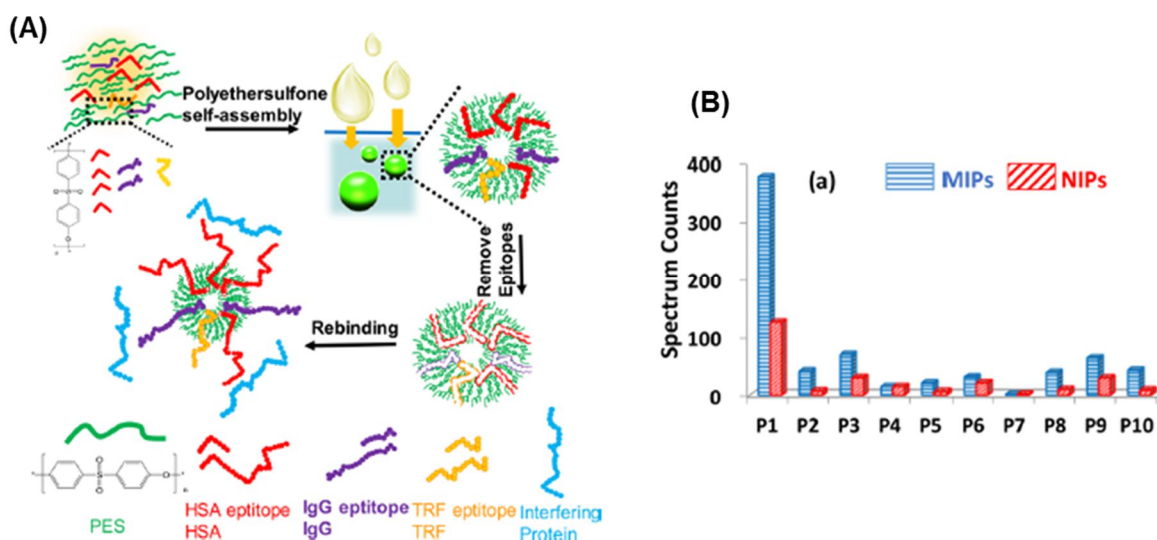 (A)
Polyethersulfone
self-assembly
Remove
Epitopes
Rebinding
PES
HSA eptitope
HSA
IgG eptitope
IgG
TRF eptitope
TRF
Interfering
Protein
O
S
O
O
n
(B)
(a)
MIPs
NIPs
Spectrum Counts
400
300
200
100
0
P1 P2 P3 P4 P5 P6 P7 P8 P9 P10